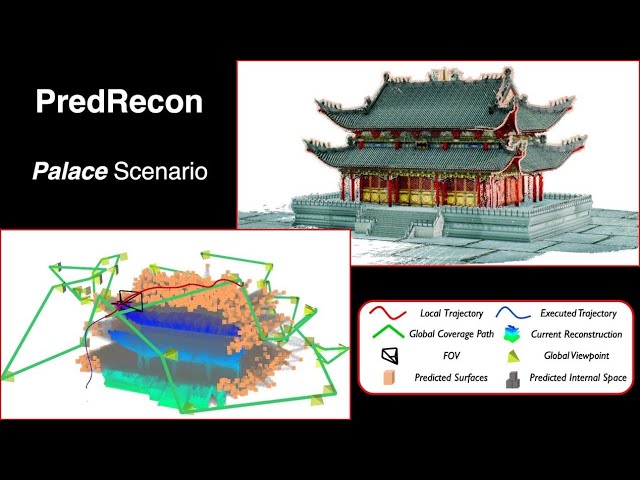 PredRecon
Palace Scenario
Local Trajectory
Executed Trajectory
Global Coverage Path
Current Reconstruction
FOV
Global Viewpoint
Predicted Surfaces
Predicted Internal Space